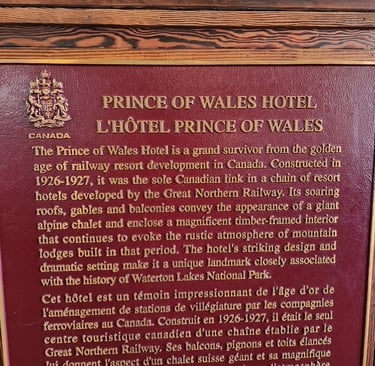 CANADA
PRINCE OF WALES HOTEL
L'HÔTEL PRINCE OF WALES
The Prince of Wales Hotel is a grand survivor from the golden
age of railway resort development in Canada. Constructed in
1926-1927, it was the sole Canadian link in a chain of resort
hotels developed by the Great Northern Railway. Its soaring
roofs, gables and balconies convey the appearance of a giant
alpine chalet and enclose a magnificent timber-framed interior
that continues to evoke the rustic atmosphere of mountain
lodges built in that period. The hotel's striking design and
dramatic setting make it a unique landmark closely associated
with the history of Waterton Lakes National Park.
Cet hôtel est un témoin impressionnant de l'âge d'or de
l'aménagement de stations de villégiature par les compagnies
ferroviaires au Canada. Construit en 1926-1927, il était le seul
centre touristique canadien d'une chaîne établie par le
Great Northern Railway. Ses balcons, pignons et toits élancés
lui donnent l'aspect d'un chalet suisse géant et sa magnifique